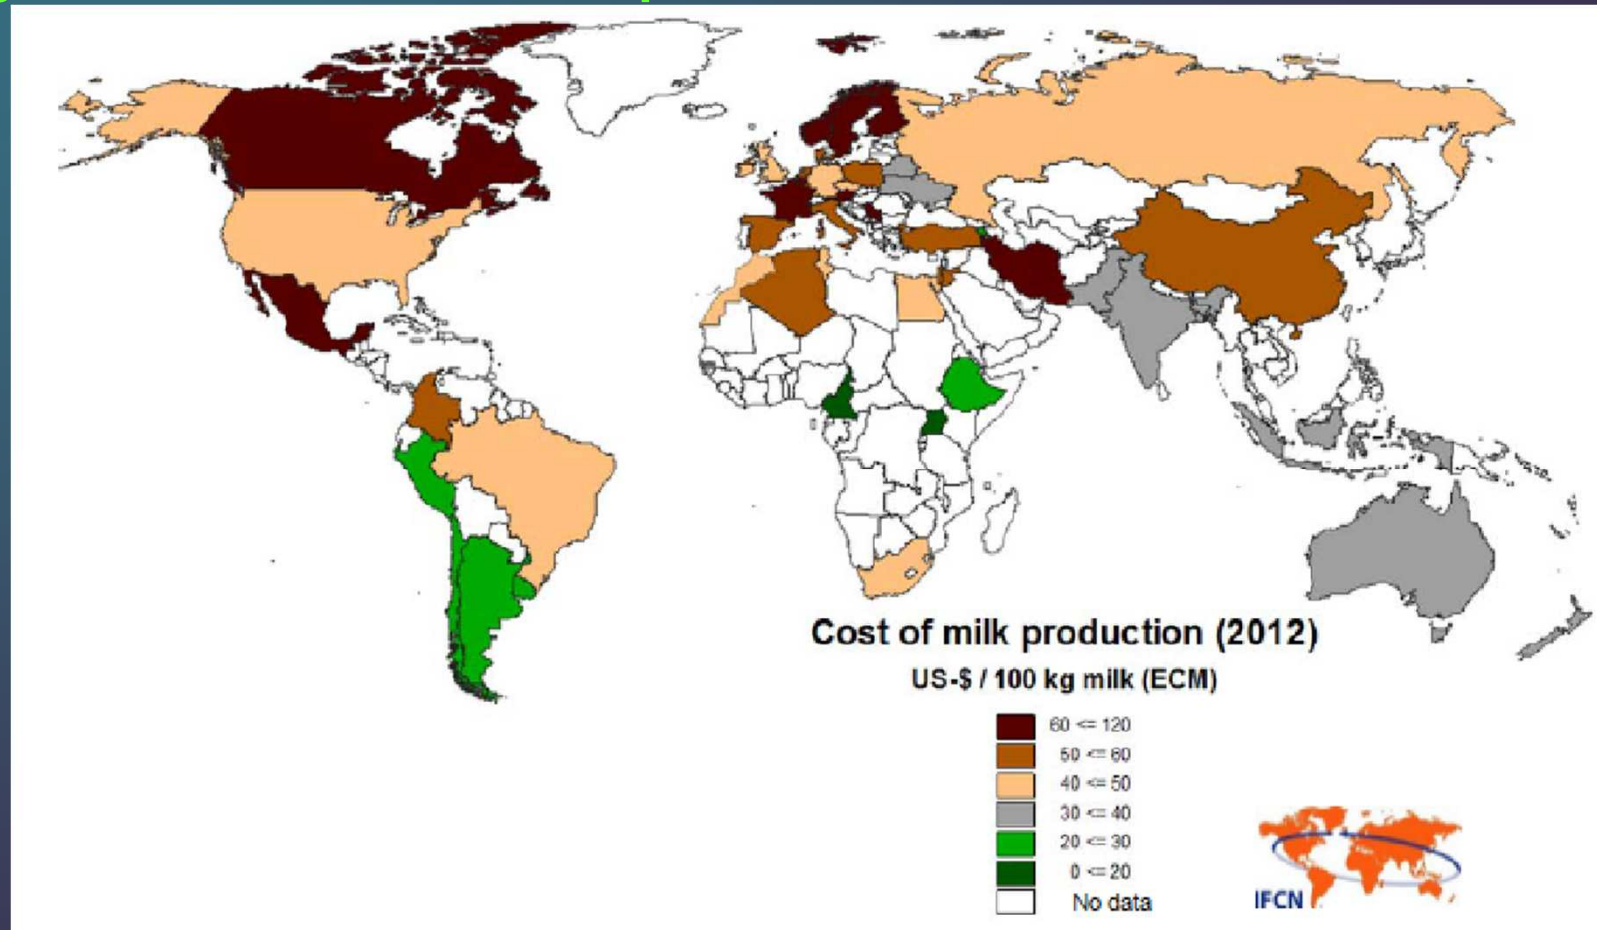 Cost of milk production (2012)
US-$ / 100 kg milk (ECM)
60 <= 120
50 <= 60
40 <= 50
30 <= 40
20 <= 30
0 <= 20
No data
IFCN